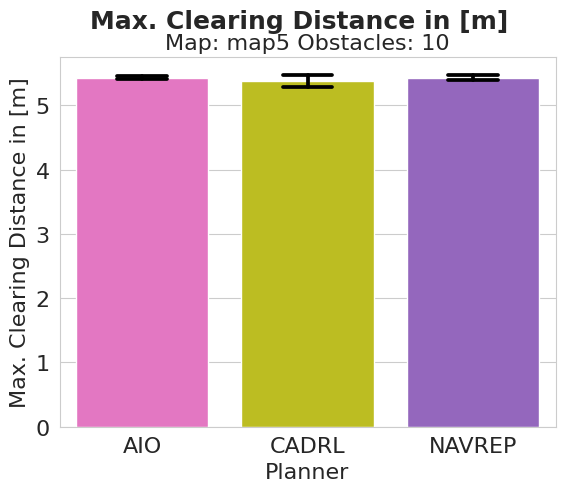 Max. Clearing Distance in [m]
Map: map5 Obstacles: 10
Max. Clearing Distance in [m]
5
4
3
2
1
0
AIO CADRL NAVREP
Planner